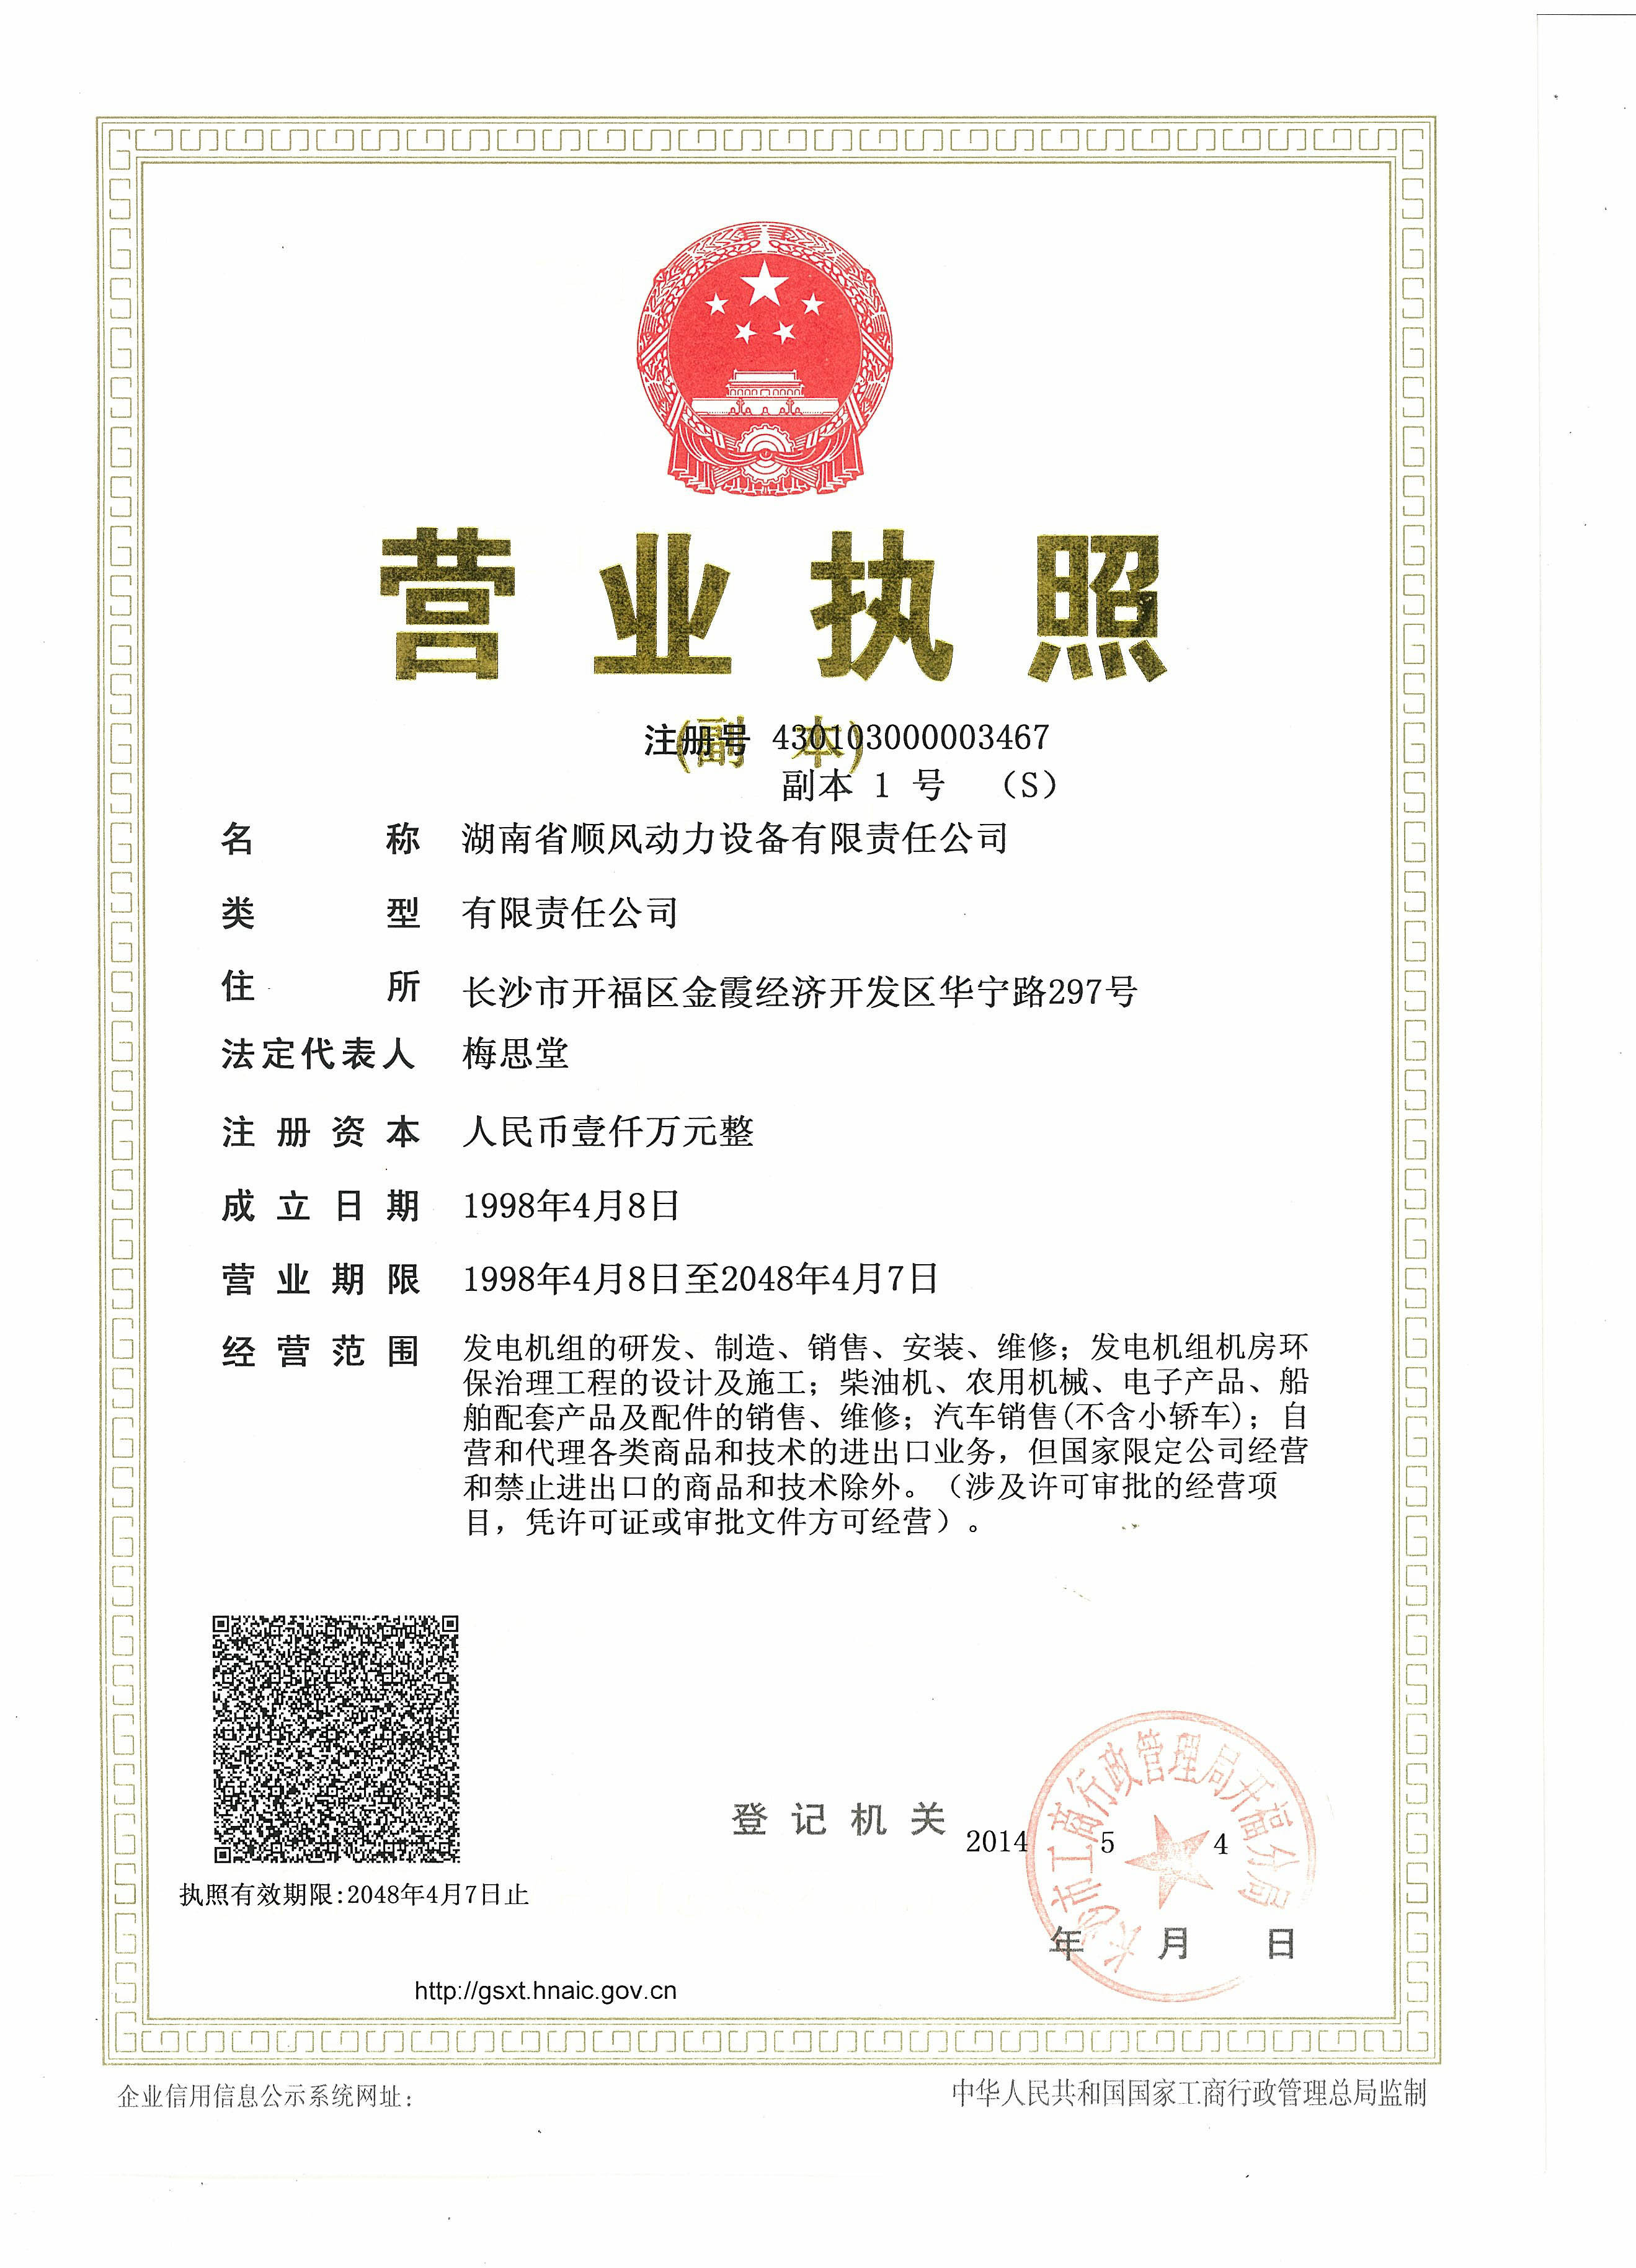 营业执照
(副 本)
注册号 430103000003467
副本 1 号 （S）
名 称 湖南省顺风动力设备有限责任公司
类 型 有限责任公司
住 所 长沙市开福区金霞经济开发区华宁路297号
法定代表人 梅思堂
注册资本 人民币壹仟万元整
成立日期 1998年4月8日
营业期限 1998年4月8日至2048年4月7日
经营范围 发电机组的研发、制造、销售、安装、维修；发电机组机房环
保治理工程的设计及施工；柴油机、农用机械、电子产品、船
舶配套产品及配件的销售、维修；汽车销售(不含小轿车)；自
营和代理各类商品和技术的进出口业务，但国家限定公司经营
和禁止进出口的商品和技术除外。（涉及许可审批的经营项
目，凭许可证或审批文件方可经营）。
长沙市工商行政管理局开福分局
登记机关
2014 5 4
年 月 日
执照有效期限:2048年4月7日止
http://gsxt.hnaic.gov.cn
企业信用信息公示系统网址：
中华人民共和国国家工商行政管理总局监制